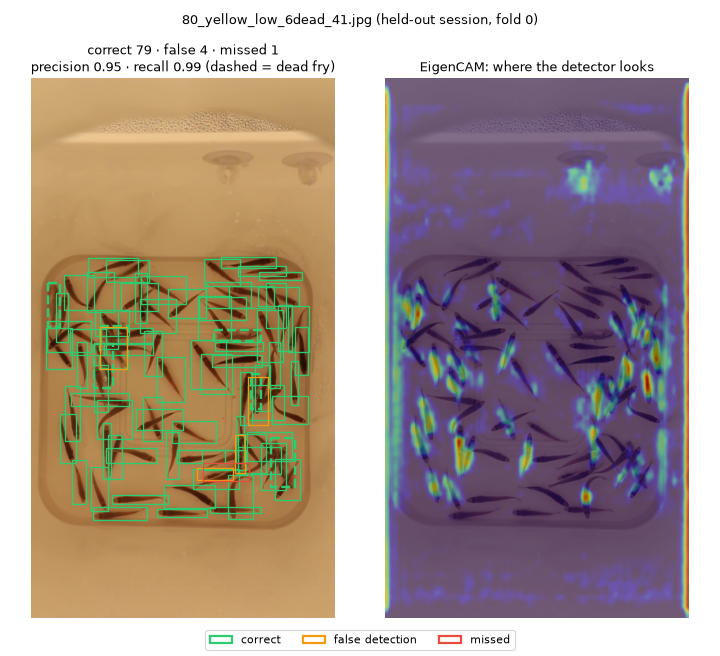 80_yellow_low_6dead_41.jpg (held-out session, fold 0)
correct 79 · false 4 · missed 1
precision 0.95 · recall 0.99 (dashed = dead fry)
EigenCAM: where the detector looks
correct
false detection
missed